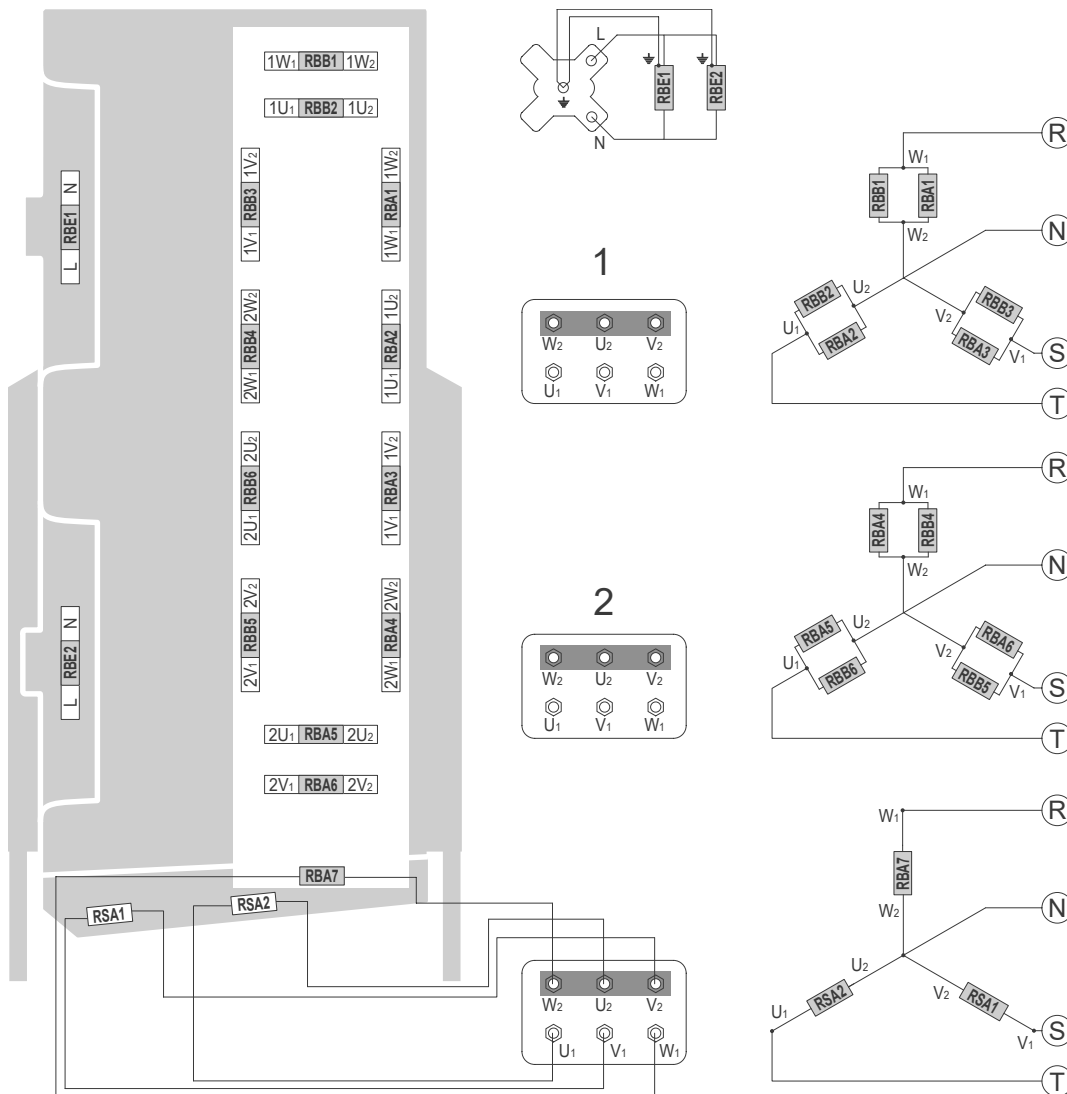 1W1 RBB1 1W2
1U1 RBB2 1U2
1V1 RBB3 1V2
1W1 RBA1 1W2
L RBE1 N
2W1 RBB4 2W2
1U1 RBA2 1U2
2U1 RBB6 2U2
1V1 RBA3 1V2
2V1 RBB5 2V2
2W1 RBA4 2W2
L RBE2 N
2U1 RBA5 2U2
2V1 RBA6 2V2
RBA7
RSA1
RSA2
W2 U2 V2
U1 V1 W1
L
RBE1
RBE2
N
1
W2 U2 V2
U1 V1 W1
2
W2 U2 V2
U1 V1 W1
R
W1
RBB1 RBA1
W2
N
U2
RBB2
U1
RBA2
RBB3
V2
RBA3
V1
S
T
R
W1
RBA4 RBB4
W2
N
U2
RBA5
U1
RBB6
RBA6
V2
RBB5
V1
S
T
R
W1
RBA7
W2
N
U2
RSA2
U1
V2
RSA1
V1
S
T